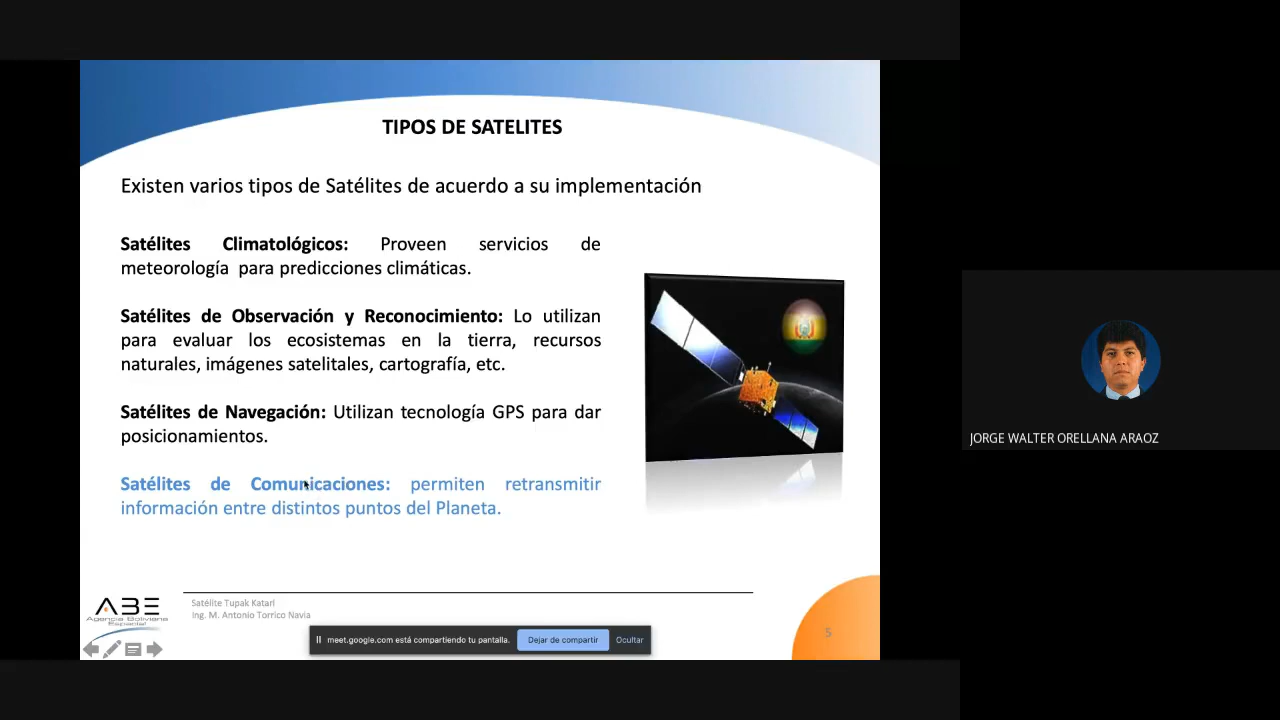 TIPOS DE SATELITES
Existen varios tipos de Satélites de acuerdo a su implementación
Satélites Climatológicos: Proveen servicios de
meteorología para predicciones climáticas.
Satélites de Observación y Reconocimiento: Lo utilizan
para evaluar los ecosistemas en la tierra, recursos
naturales, imágenes satelitales, cartografía, etc.
Satélites de Navegación: Utilizan tecnología GPS para dar
posicionamientos.
Satélites de Comunicaciones: permiten retransmitir
información entre distintos puntos del Planeta.
ABE
Agencia Boliviana
Espacial
Satélite Tupak Katari
Ing. M. Antonio Torrico Navia
5
meet.google.com está compartiendo tu pantalla.
Dejar de compartir
Ocultar
JORGE WALTER ORELLANA ARAOZ